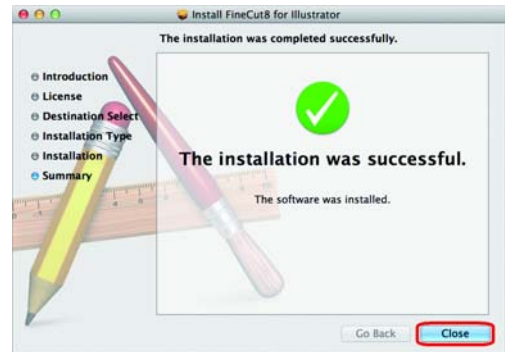 Install FineCut8 for Illustrator
The installation was completed successfully.
Introduction
License
Destination Select
Installation Type
Installation
Summary
The installation was successful.
The software was installed.
Go Back
Close